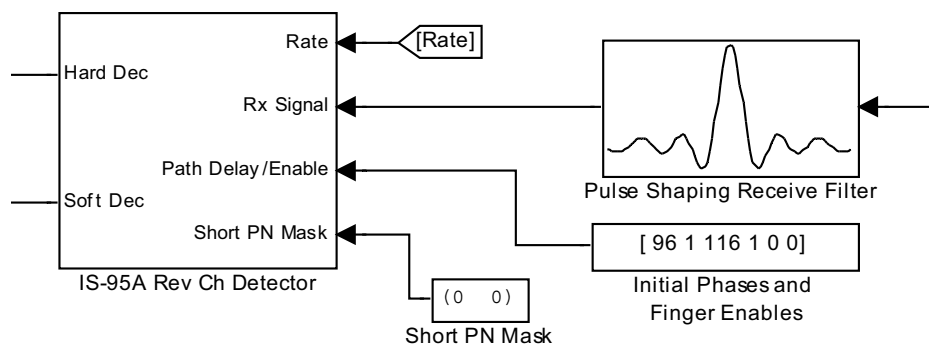 Rate
[Rate]
Hard Dec
Rx Signal
Path Delay/Enable
Pulse Shaping Receive Filter
Soft Dec
Short PN Mask
[ 96 1 116 1 0 0]
IS-95A Rev Ch Detector
Initial Phases and
Finger Enables
(0 0)
Short PN Mask